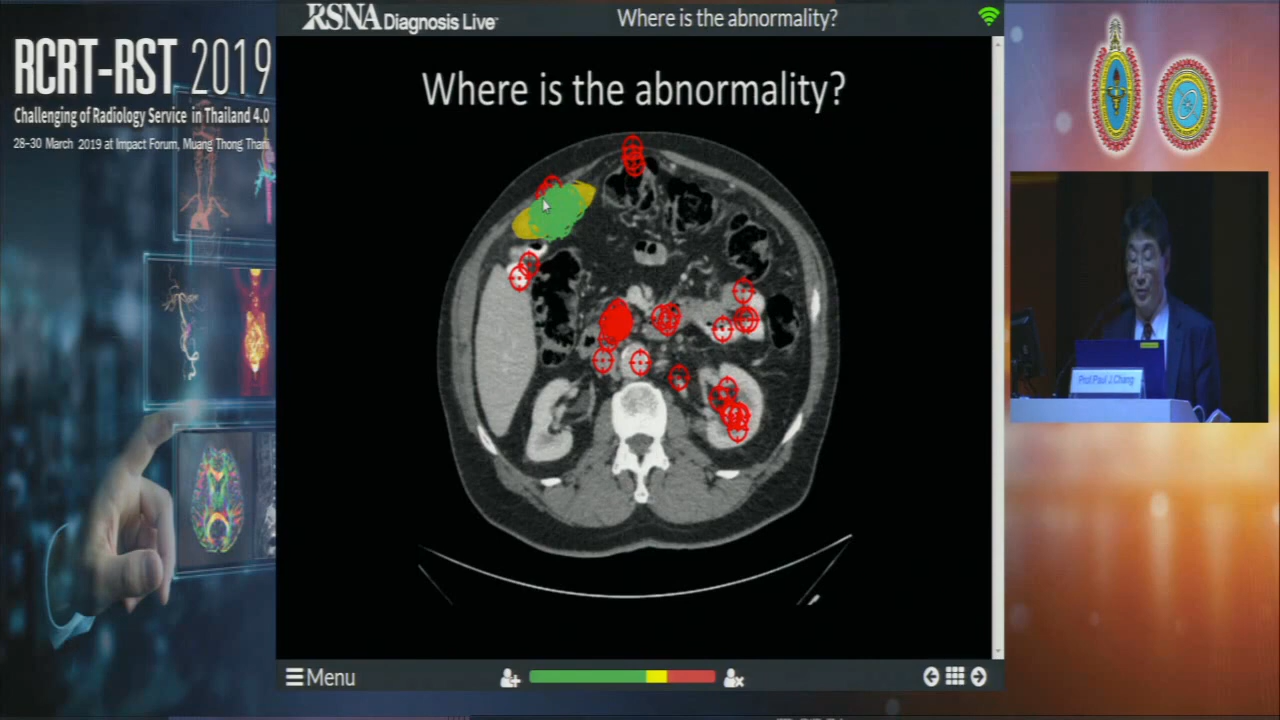 RSNA Diagnosis Live™
Where is the abnormality?
RCRT-RST 2019
Challenging of Radiology Service in Thailand 4.0
28-30 March 2019 at Impact Forum, Muang Thong Thani
Where is the abnormality?
Prof.Paul J.Chang
Menu